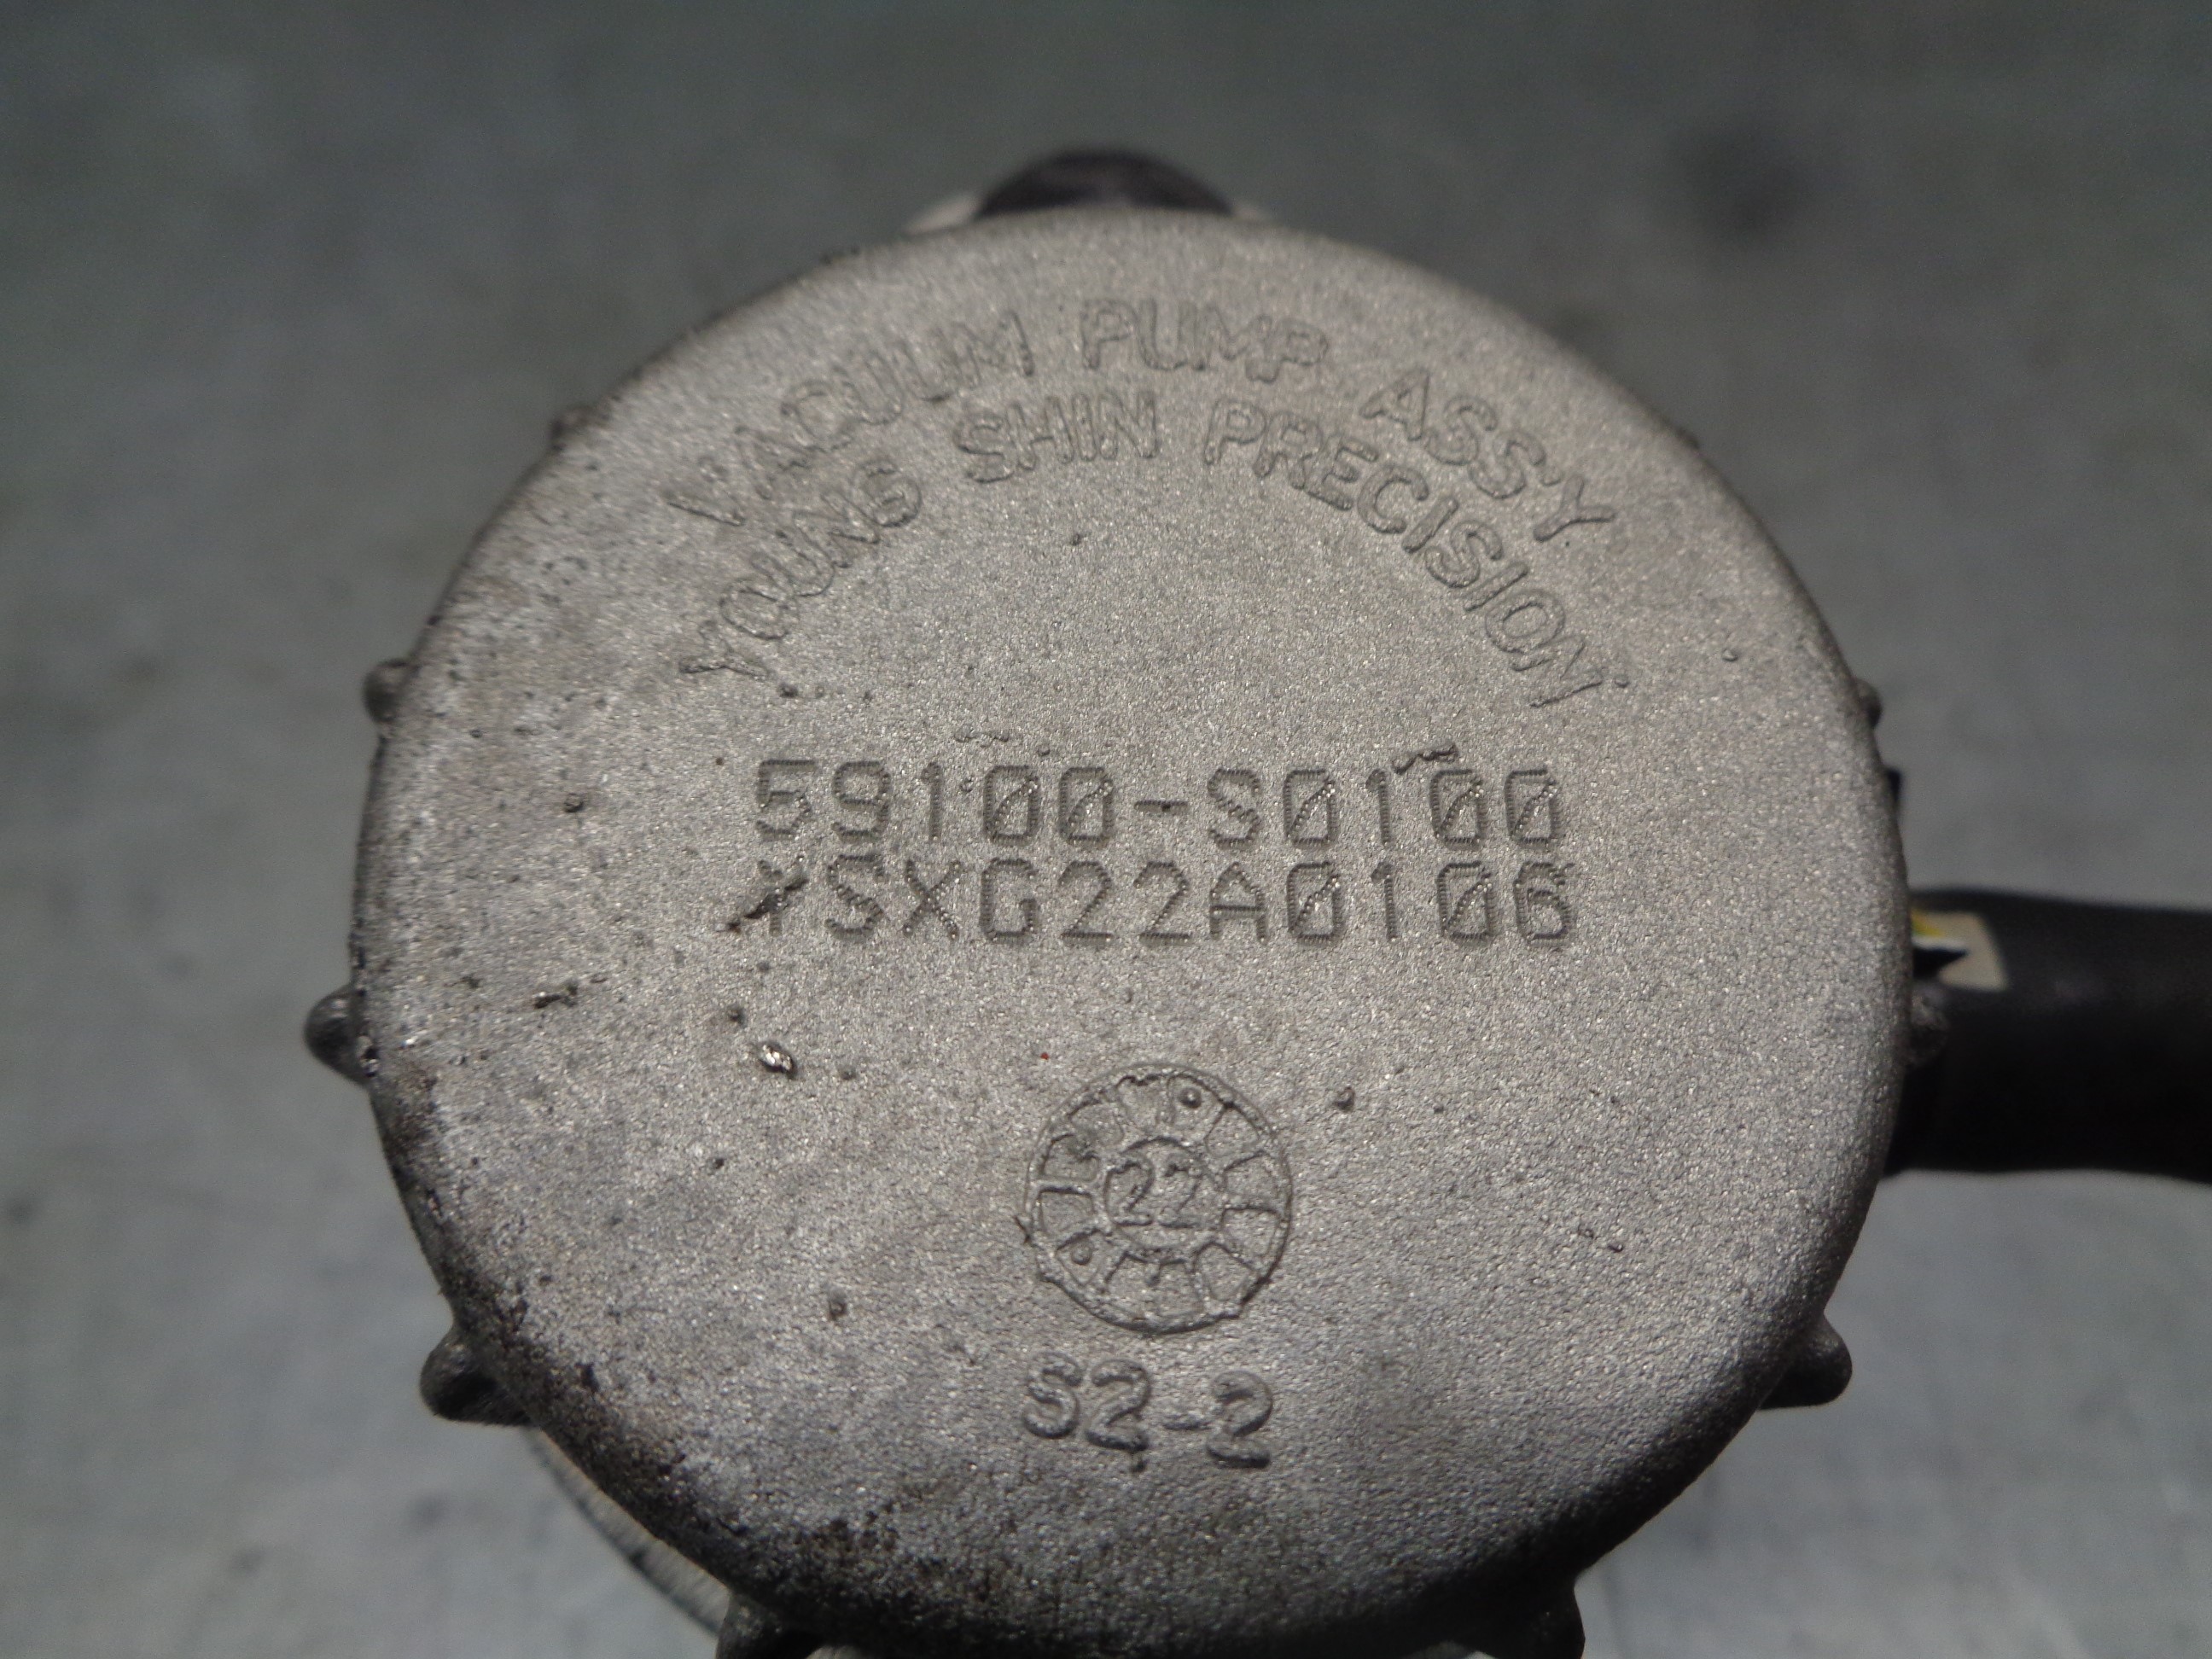 VACUUM PUMP ASS'Y
YOUNG SHIN PRECISION
59100-S0100
YSXG22A0106
22
S2-2